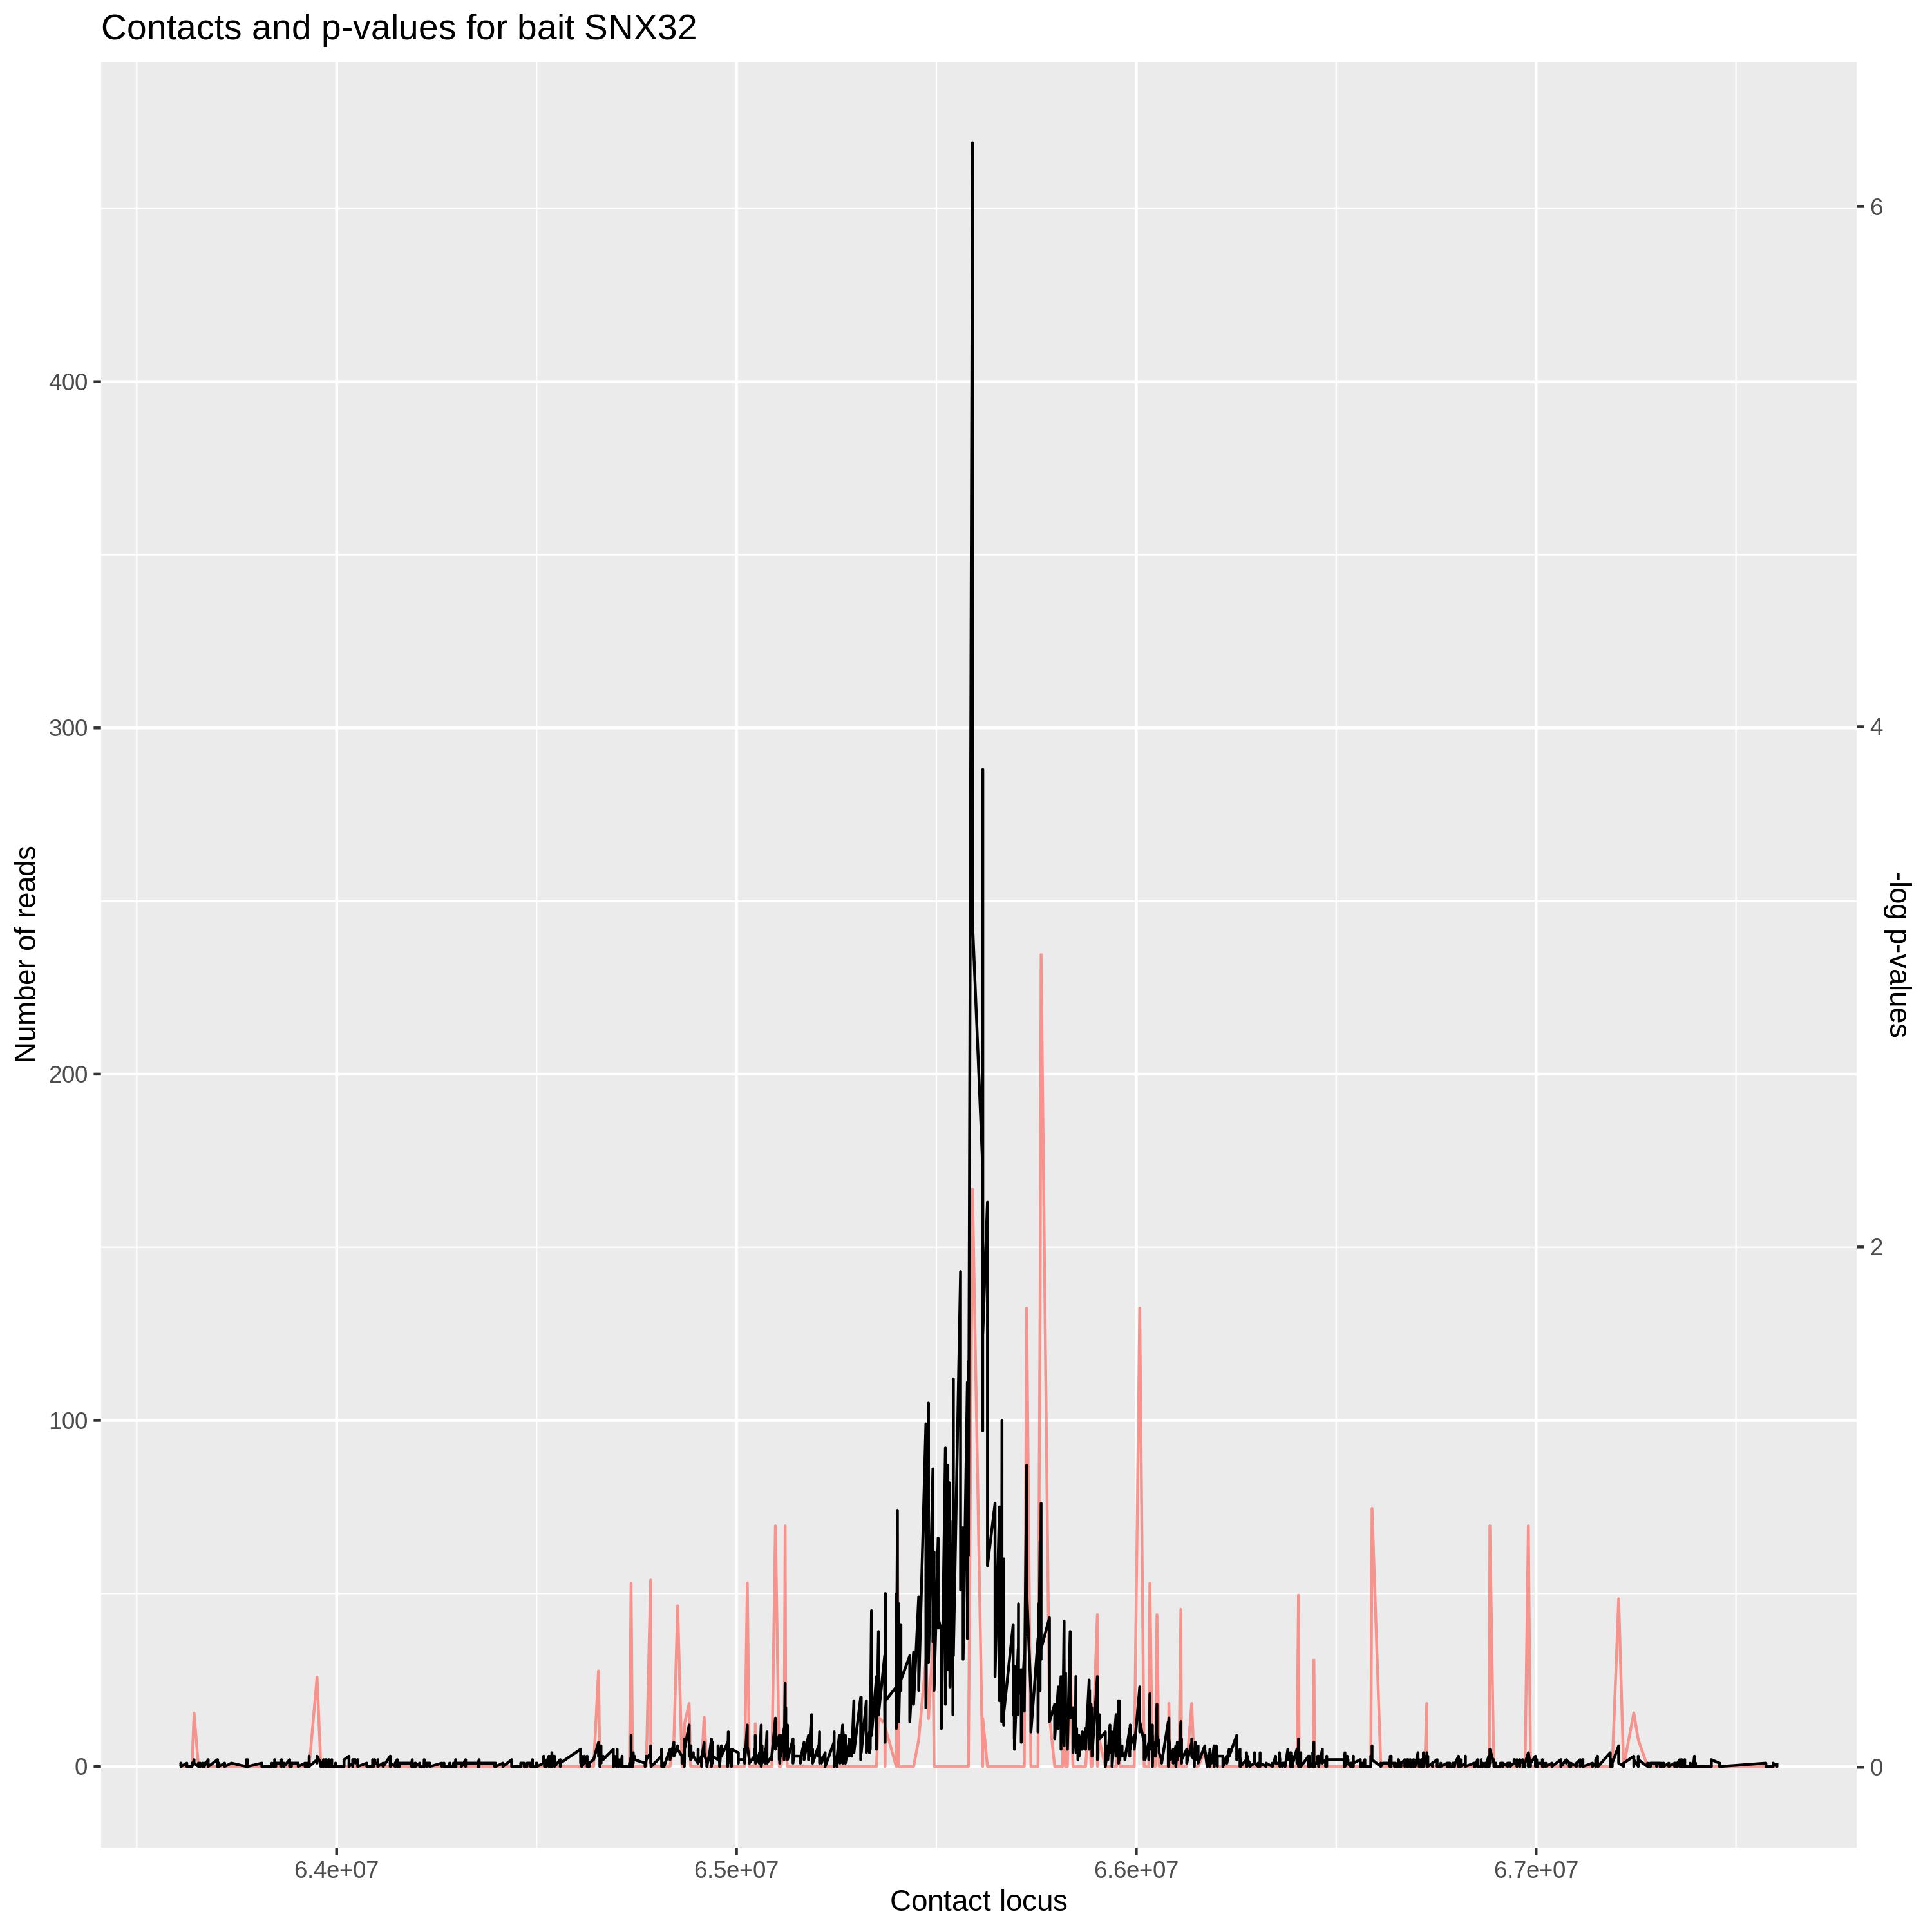 Contacts and p-values for bait SNX32
Number of reads
400
300
200
100
0
6
4
2
0
-log p-values
6.4e+07
6.5e+07
6.6e+07
6.7e+07
Contact locus